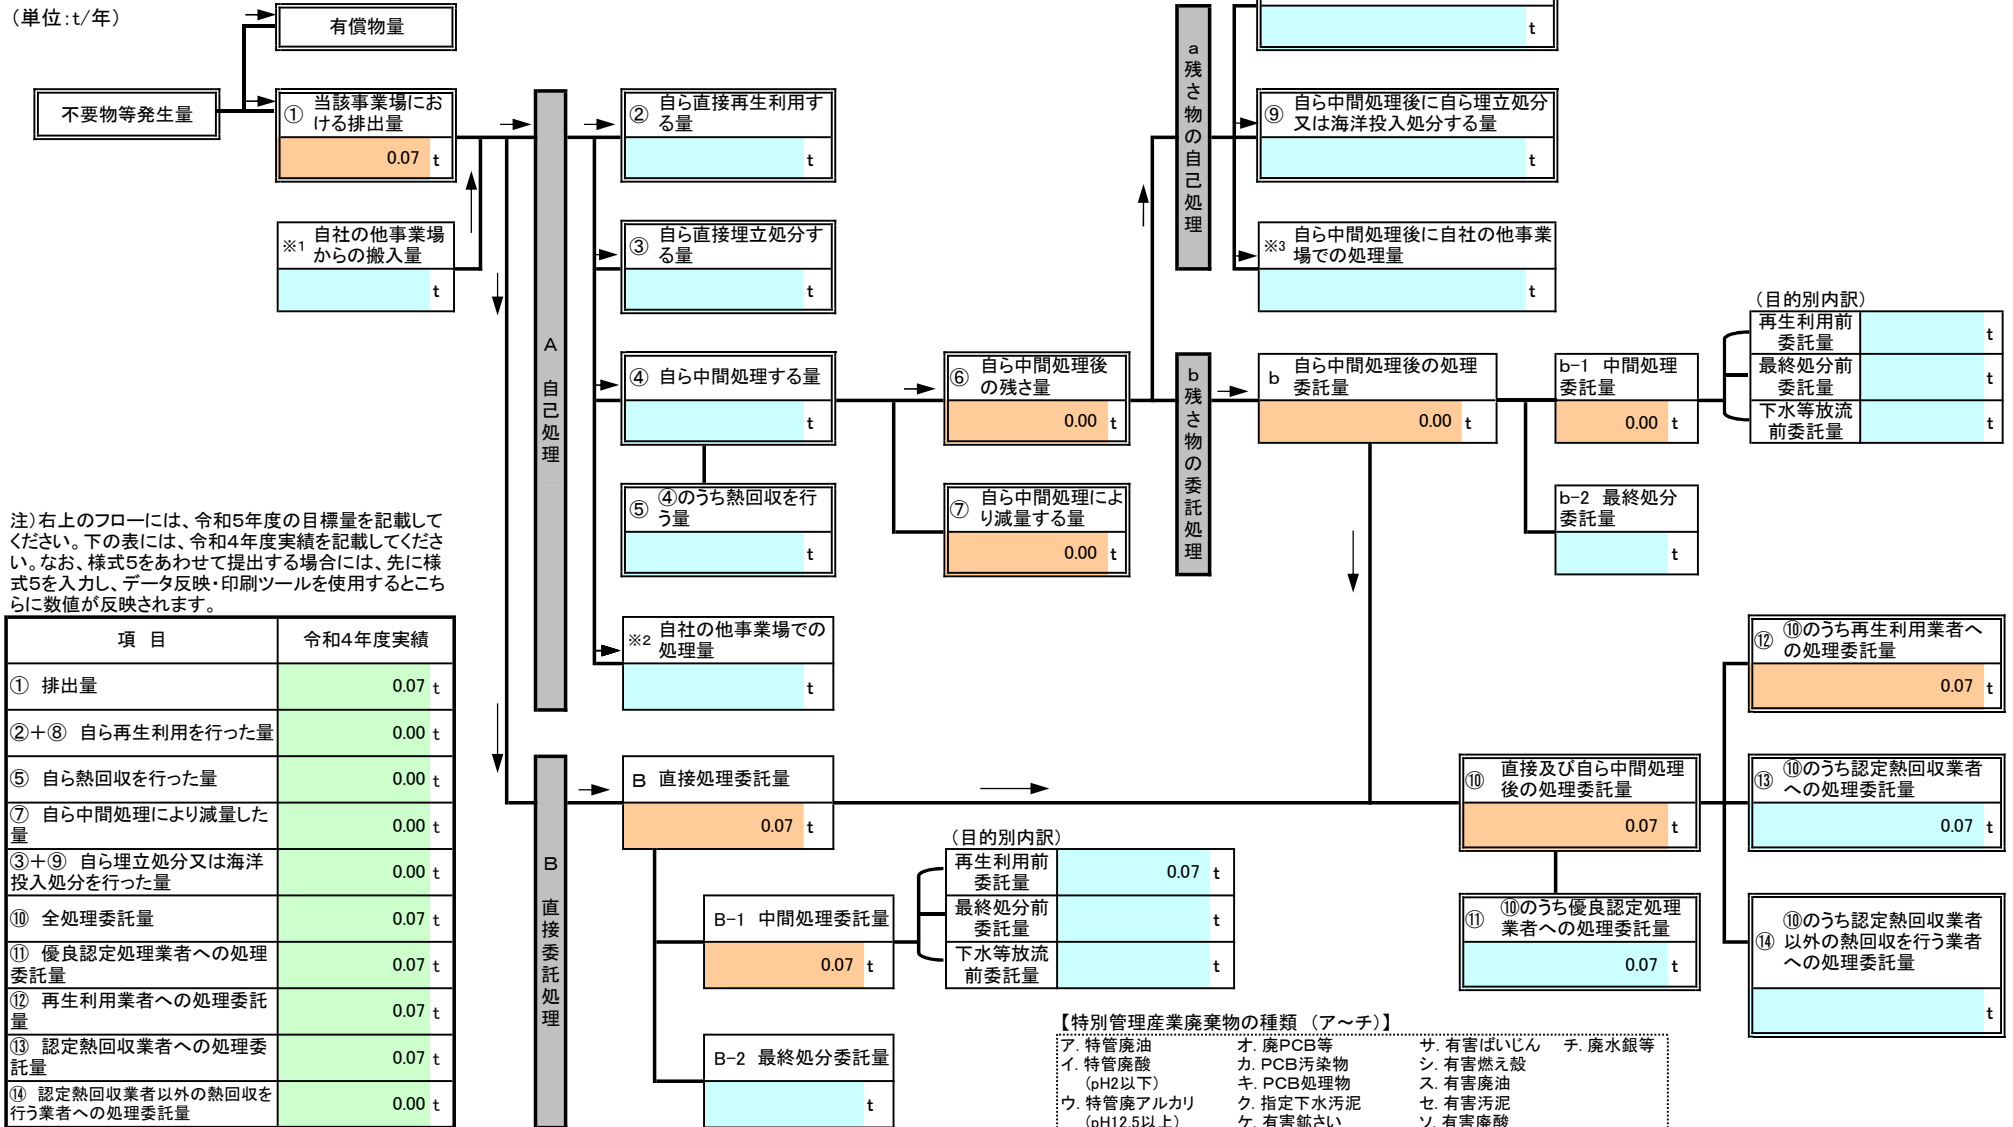 （単位:t/年）
有償物量
不要物等発生量
① 当該事業場にお
ける排出量
0.07 t
※1 自社の他事業場
からの搬入量
t
A 自己処理
② 自ら直接再生利用す
る量
t
③ 自ら直接埋立処分す
る量
t
④ 自ら中間処理する量
t
⑤ ④のうち熱回収を行
う量
t
※2 自社の他事業場での
処理量
t
⑥ 自ら中間処理後
の残さ量
0.00 t
⑦ 自ら中間処理によ
り減量する量
0.00 t
a 残さ物の自己処理
t
⑨ 自ら中間処理後に自ら埋立処分
又は海洋投入処分する量
t
※3 自ら中間処理後に自社の他事業
場での処理量
t
b 残さ物の委託処理
b 自ら中間処理後の処理
委託量
0.00 t
b-1 中間処理
委託量
0.00 t
b-2 最終処分
委託量
t
（目的別内訳）
再生利用前
委託量
t
最終処分前
委託量
t
下水等放流
前委託量
t
注）右上のフローには、令和5年度の目標量を記載して
ください。下の表には、令和4年度実績を記載してくださ
い。なお、様式5をあわせて提出する場合には、先に様
式5を入力し、データ反映・印刷ツールを使用するとこち
らに数値が反映されます。
項 目 令和4年度実績
① 排出量 0.07 t
②＋⑧ 自ら再生利用を行った量 0.00 t
⑤ 自ら熱回収を行った量 0.00 t
⑦ 自ら中間処理により減量した
量 0.00 t
③＋⑨ 自ら埋立処分又は海洋
投入処分を行った量 0.00 t
⑩ 全処理委託量 0.07 t
⑪ 優良認定処理業者への処理
委託量 0.07 t
⑫ 再生利用業者への処理委託
量 0.07 t
⑬ 認定熱回収業者への処理委
託量 0.07 t
⑭ 認定熱回収業者以外の熱回収を
行う業者への処理委託量 0.00 t
B 直接委託処理
B 直接処理委託量
0.07 t
B-1 中間処理委託量
0.07 t
B-2 最終処分委託量
t
（目的別内訳）
再生利用前
委託量
0.07 t
最終処分前
委託量
t
下水等放流
前委託量
t
⑩ 直接及び自ら中間処理
後の処理委託量
0.07 t
⑪ ⑩のうち優良認定処理
業者への処理委託量
0.07 t
⑫ ⑩のうち再生利用業者へ
の処理委託量
0.07 t
⑬ ⑩のうち認定熱回収業者
への処理委託量
0.07 t
⑭ ⑩のうち認定熱回収業者
以外の熱回収を行う業者
への処理委託量
t
【特別管理産業廃棄物の種類 （ア～チ）】
ア. 特管廃油 オ. 廃PCB等 サ. 有害ばいじん チ. 廃水銀等
イ. 特管廃酸 カ. PCB汚染物 シ. 有害燃え殻
（pH2以下） キ. PCB処理物 ス. 有害廃油
ウ. 特管廃アルカリ ク. 指定下水汚泥 セ. 有害汚泥
（pH12.5以上） ケ. 有害鉱さい ソ. 有害廃酸